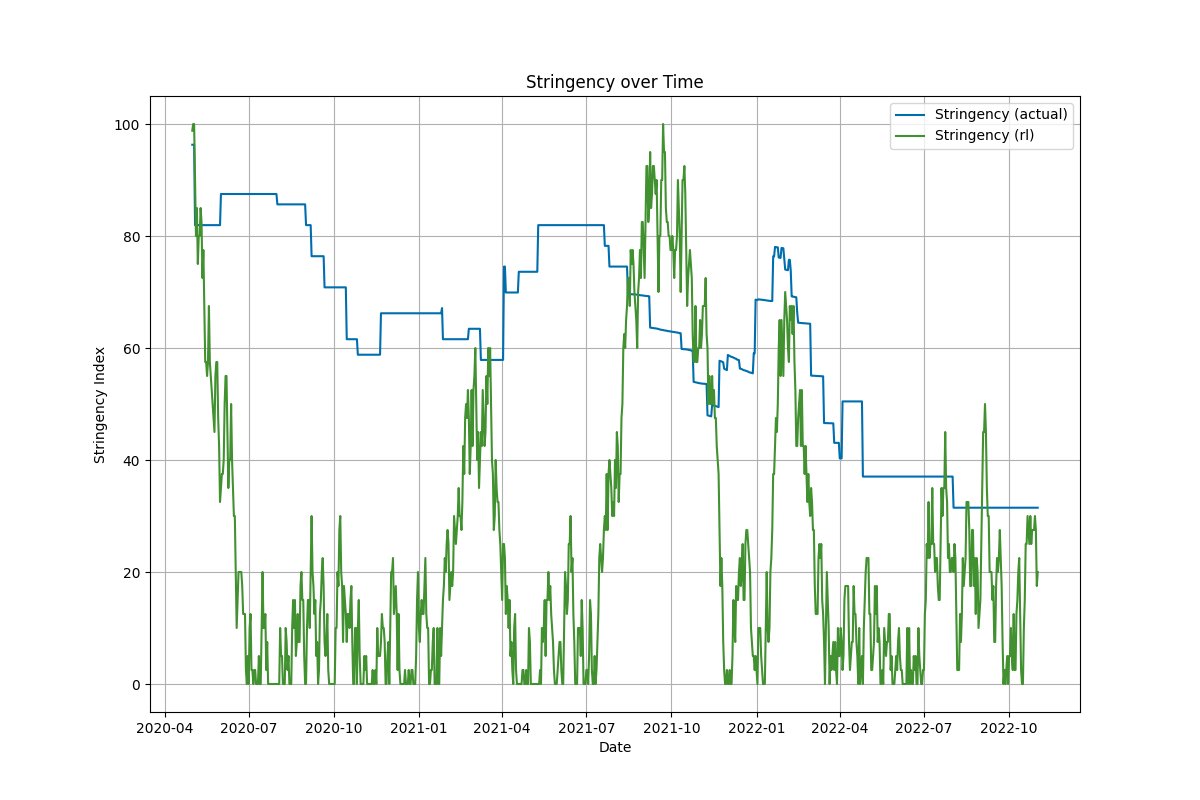 Stringency over Time
Stringency (actual)
Stringency (rl)
Stringency Index
100
80
60
40
20
0
2020-04 2020-07 2020-10 2021-01 2021-04 2021-07 2021-10 2022-01 2022-04 2022-07 2022-10
Date